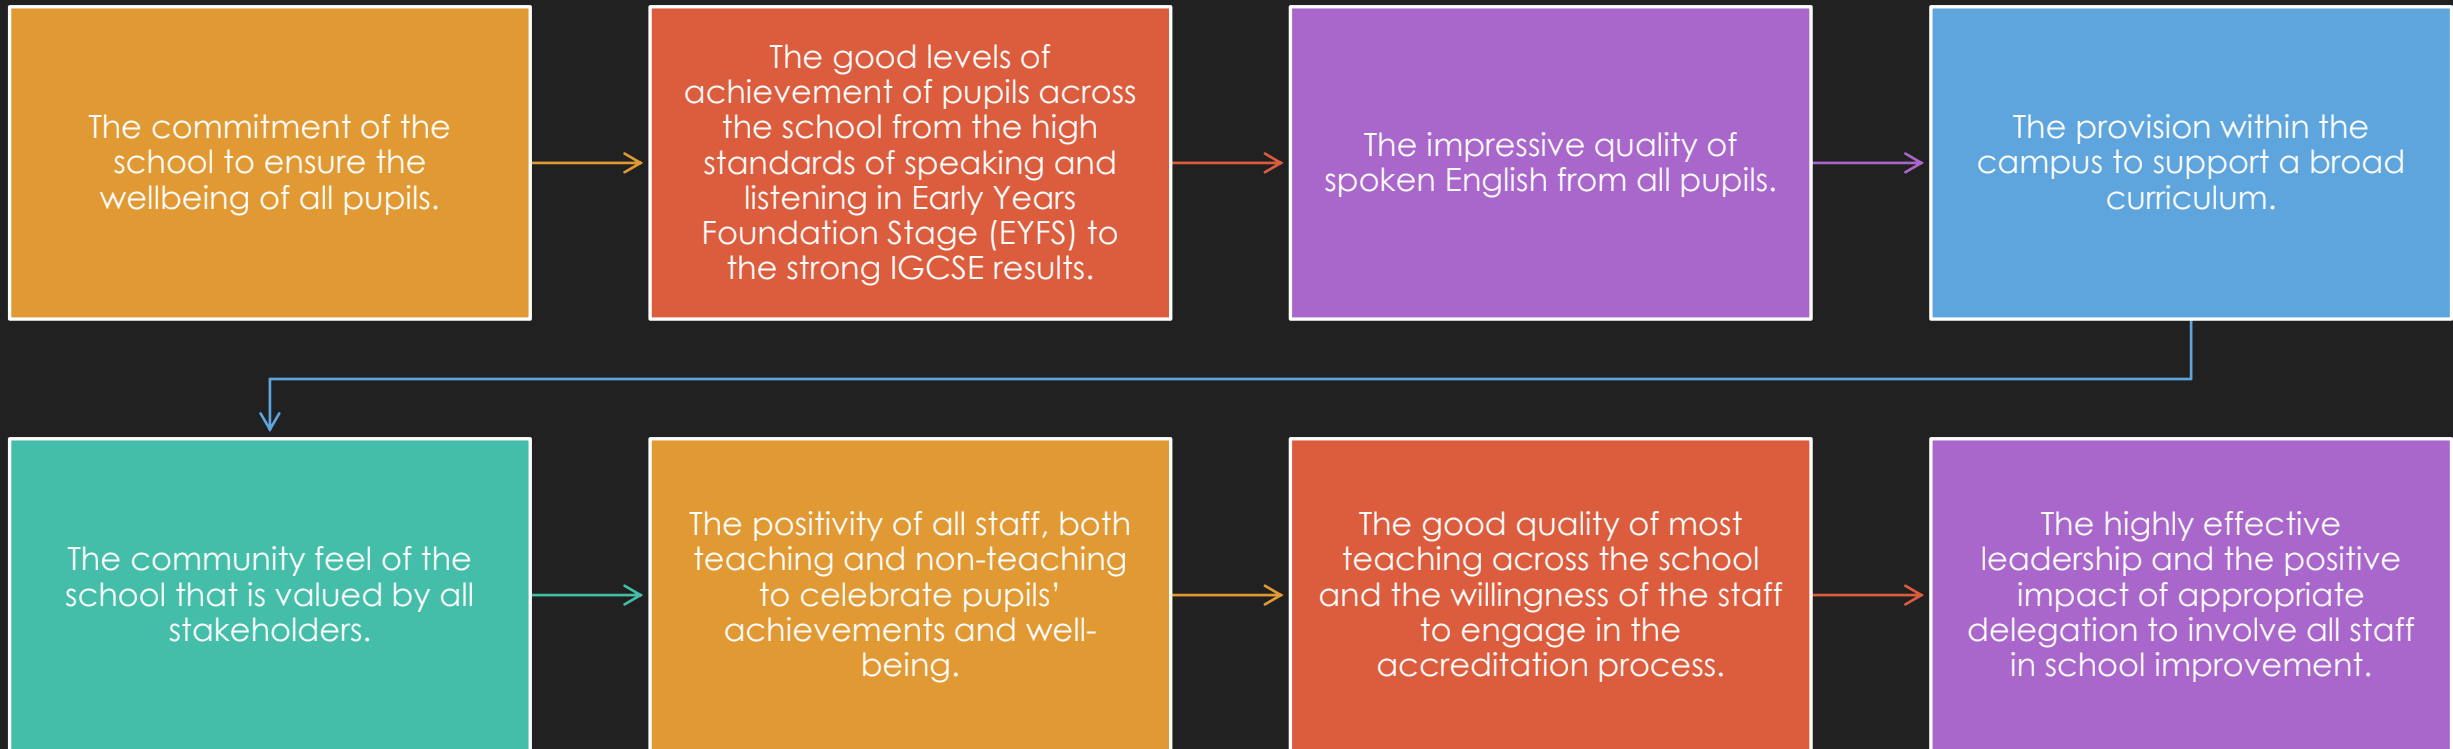 The commitment of the
school to ensure the
wellbeing of all pupils.
The good levels of
achievement of pupils across
the school from the high
standards of speaking and
listening in Early Years
Foundation Stage (EYFS) to
the strong IGCSE results.
The impressive quality of
spoken English from all pupils.
The provision within the
campus to support a broad
curriculum.
The community feel of the
school that is valued by all
stakeholders.
The positivity of all staff, both
teaching and non-teaching
to celebrate pupils’
achievements and well-
being.
The good quality of most
teaching across the school
and the willingness of the staff
to engage in the
accreditation process.
The highly effective
leadership and the positive
impact of appropriate
delegation to involve all staff
in school improvement.